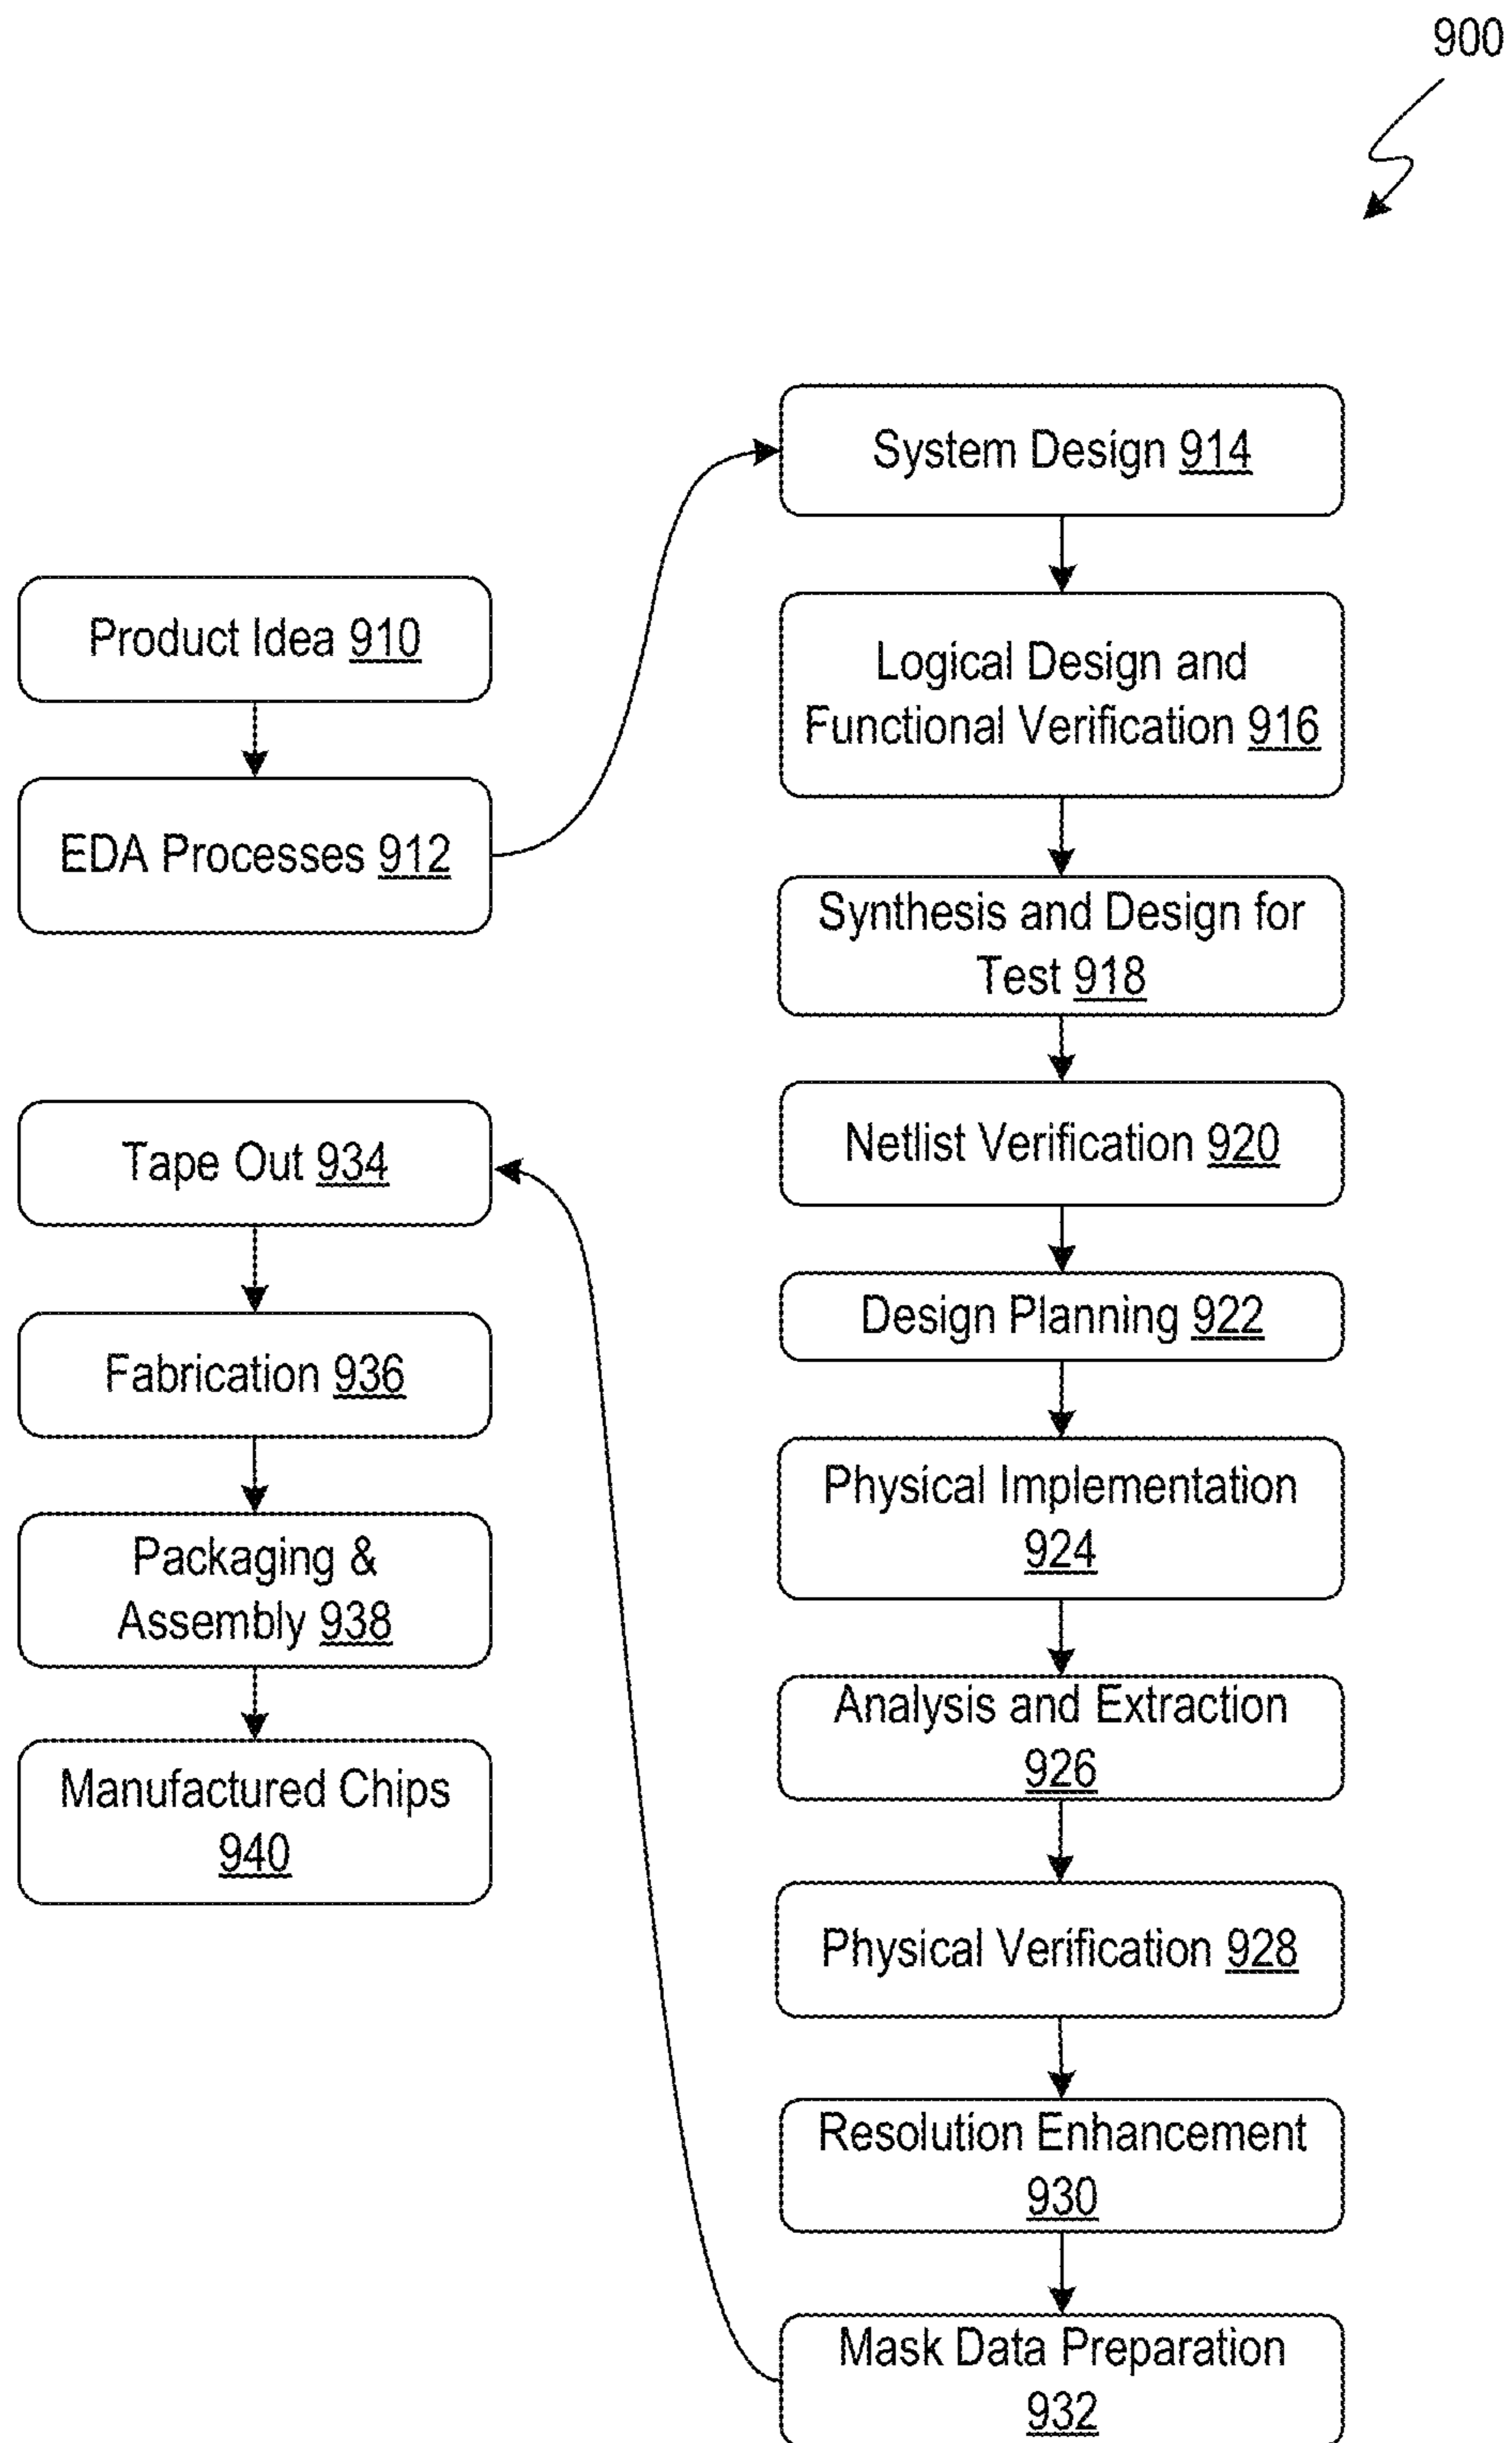 900
Product Idea 910
EDA Processes 912
System Design 914
Logical Design and
Functional Verification 916
Synthesis and Design for
Test 918
Netlist Verification 920
Design Planning 922
Physical Implementation
924
Analysis and Extraction
926
Physical Verification 928
Resolution Enhancement
930
Mask Data Preparation
932
Tape Out 934
Fabrication 936
Packaging &
Assembly 938
Manufactured Chips
940